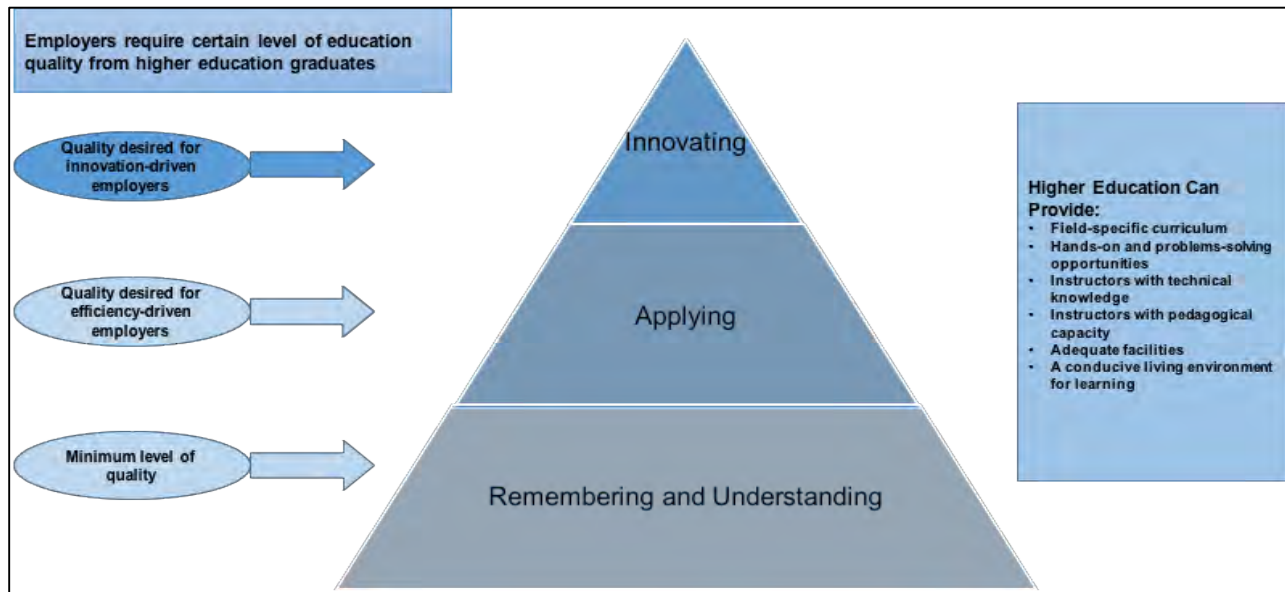 Employers require certain level of education
quality from higher education graduates
Quality desired for
innovation-driven
employers
Quality desired for
efficiency-driven
employers
Minimum level of
quality
Innovating
Applying
Remembering and Understanding
Higher Education Can
Provide:
• Field-specific curriculum
• Hands-on and problems-solving
opportunities
• Instructors with technical
knowledge
• Instructors with pedagogical
capacity
• Adequate facilities
• A conducive living environment
for learning